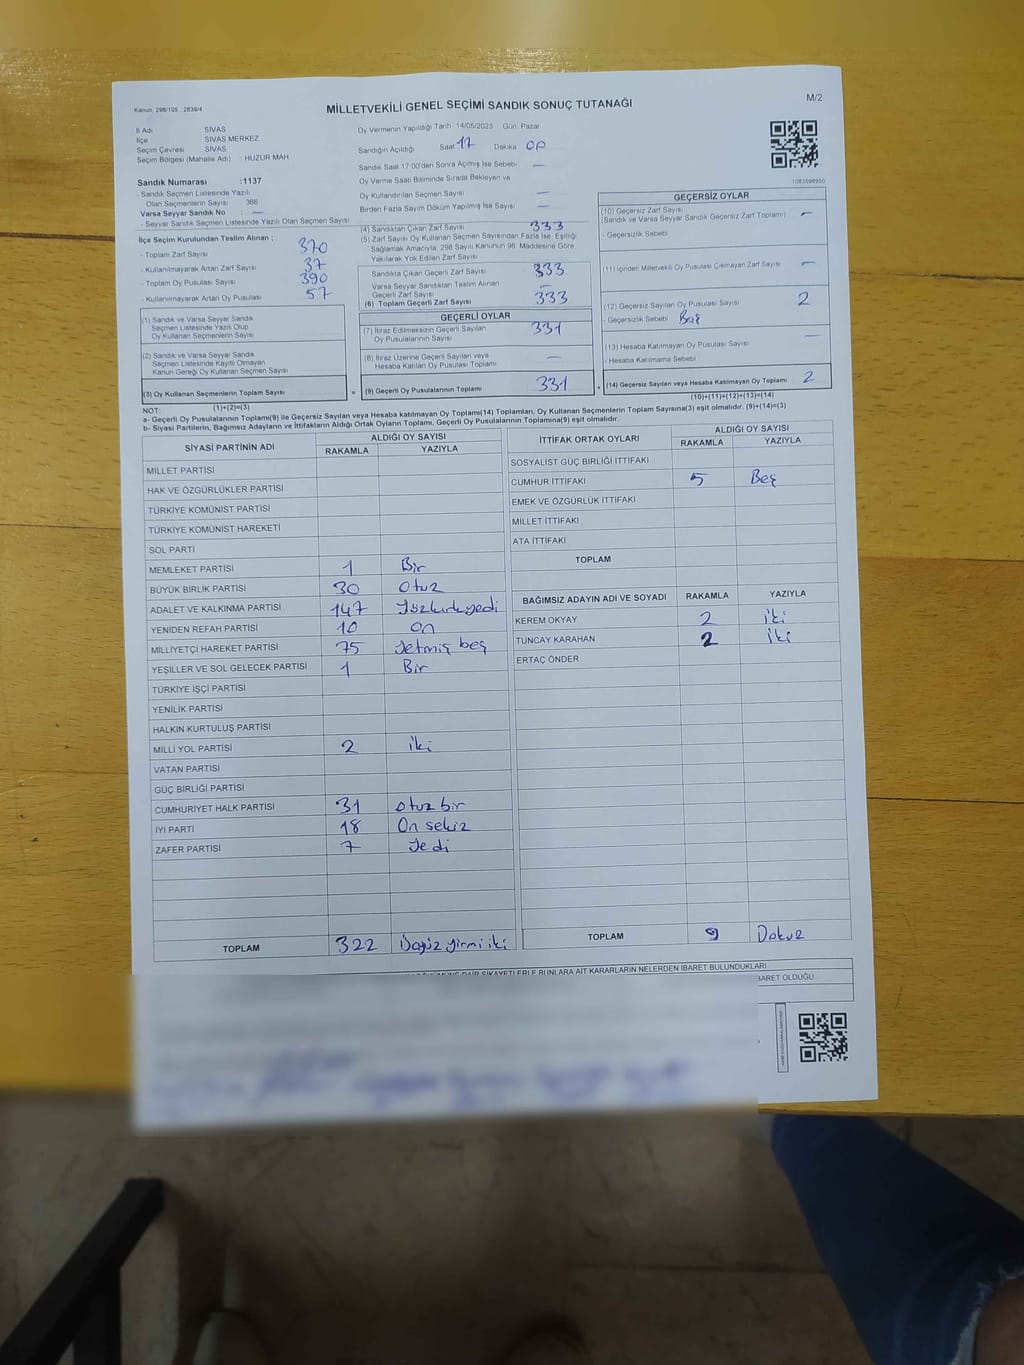 Kanun: 298/105 , 2839/4
MİLLETVEKİLİ GENEL SEÇİMİ SANDIK SONUÇ TUTANAĞI
M/2
İl Adı SİVAS
İlçe SİVAS MERKEZ
Seçim Çevresi SİVAS
Seçim Bölgesi (Mahalle Adı) : HUZUR MAH
Sandık Numarası :1137
- Sandık Seçmen Listesinde Yazılı
Olan Seçmenlerin Sayısı : 366
Varsa Seyyar Sandık No : —
- Seyyar Sandık Seçmen Listesinde Yazılı Olan Seçmen Sayısı
İlçe Seçim Kurulundan Teslim Alınan ;
- Toplam Zarf Sayısı 370
- Kullanılmayarak Artan Zarf Sayısı 37
- Toplam Oy Pusulası Sayısı 390
- Kullanılmayarak Artan Oy Pusulası 57
(1) Sandık ve Varsa Seyyar Sandık
Seçmen Listesinde Yazılı Olup
Oy Kullanan Seçmenlerin Sayısı
(2) Sandık ve Varsa Seyyar Sandık
Seçmen Listesinde Kayıtlı Olmayan
Kanun Gereği Oy Kullanan Seçmen Sayısı
(3) Oy Kullanan Seçmenlerin Toplam Sayısı
(1)+(2)=(3)
Oy Vermenin Yapıldığı Tarih :14/05/2023 Gün: Pazar
Sandığın Açıldığı Saat 17 Dakika 00
Sandık Saat 17:00'den Sonra Açılmış İse Sebebi —
Oy Verme Saati Bitiminde Sırada Bekleyen ve
Oy Kullandırılan Seçmen Sayısı —
Birden Fazla Sayım Döküm Yapılmış İse Sayısı —
(4) Sandıktan Çıkan Zarf Sayısı 333
(5) Zarf Sayısı Oy Kullanan Seçmen Sayısından Fazla İse, Eşitliği
Sağlamak Amacıyla, 298 Sayılı Kanunun 98. Maddesine Göre
Yakılarak Yok Edilen Zarf Sayısı
Sandıkta Çıkan Geçerli Zarf Sayısı 333
Varsa Seyyar Sandıktan Teslim Alınan
Geçerli Zarf Sayısı —
(6) Toplam Geçerli Zarf Sayısı 333
GEÇERLİ OYLAR
(7) İtiraz Edilmeksizin Geçerli Sayılan
Oy Pusulalarının Sayısı 331
(8) İtiraz Üzerine Geçerli Sayılan veya
Hesaba Katılan Oy Pusulası Toplamı —
= (9) Geçerli Oy Pusulalarının Toplamı 331 +
1083598950
GEÇERSİZ OYLAR
(10) Geçersiz Zarf Sayısı
(Sandık ve Varsa Seyyar Sandık Geçersiz Zarf Toplamı) —
- Geçersizlik Sebebi
(11) İçinden Milletvekili Oy Pusulası Çıkmayan Zarf Sayısı —
(12) Geçersiz Sayılan Oy Pusulası Sayısı 2
- Geçersizlik Sebebi Boş
(13) Hesaba Katılmayan Oy Pusulası Sayısı —
- Hesaba Katılmama Sebebi
(14) Geçersiz Sayılan veya Hesaba Katılmayan Oy Toplamı 2
(10)+(11)+(12)+(13)=(14)
NOT:
a- Geçerli Oy Pusulalarının Toplamı(9) ile Geçersiz Sayılan veya Hesaba katılmayan Oy Toplamı(14) Toplamları, Oy Kullanan Seçmenlerin Toplam Sayısına(3) eşit olmalıdır. (9)+(14)=(3)
b- Siyasi Partilerin, Bağımsız Adayların ve İttifakların Aldığı Ortak Oyların Toplamı, Geçerli Oy Pusulalarının Toplamına(9) eşit olmalıdır.
SİYASİ PARTİNİN ADI ALDIĞI OY SAYISI
RAKAMLA YAZIYLA
MİLLET PARTİSİ
HAK VE ÖZGÜRLÜKLER PARTİSİ
TÜRKİYE KOMÜNİST PARTİSİ
TÜRKİYE KOMÜNİST HAREKETİ
SOL PARTİ
MEMLEKET PARTİSİ 1 Bir
BÜYÜK BİRLİK PARTİSİ 30 otuz
ADALET VE KALKINMA PARTİSİ 147 Yüzkırkyedi
YENİDEN REFAH PARTİSİ 10 on
MİLLİYETÇİ HAREKET PARTİSİ 75 Yetmiş beş
YEŞİLLER VE SOL GELECEK PARTİSİ 1 Bir
TÜRKİYE İŞÇİ PARTİSİ
YENİLİK PARTİSİ
HALKIN KURTULUŞ PARTİSİ
MİLLİ YOL PARTİSİ 2 iki
VATAN PARTİSİ
GÜÇ BİRLİĞİ PARTİSİ
CUMHURİYET HALK PARTİSİ 31 otuz bir
İYİ PARTİ 18 On sekiz
ZAFER PARTİSİ 7 Yedi
TOPLAM 322 üçyüz yirmi iki
İTTİFAK ORTAK OYLARI ALDIĞI OY SAYISI
RAKAMLA YAZIYLA
SOSYALİST GÜÇ BİRLİĞİ İTTİFAKI
CUMHUR İTTİFAKI 5 Beş
EMEK VE ÖZGÜRLÜK İTTİFAKI
MİLLET İTTİFAKI
ATA İTTİFAKI
TOPLAM
BAĞIMSIZ ADAYIN ADI VE SOYADI RAKAMLA YAZIYLA
KEREM OKYAY 2 iki
TUNCAY KARAHAN 2 iki
ERTAÇ ÖNDER
TOPLAM 9 Dokuz
DAİR ŞİKAYETLERLE BUNLARA AİT KARARLARIN NELERDEN İBARET BULUNDUKLARI
İBARET OLDUĞU